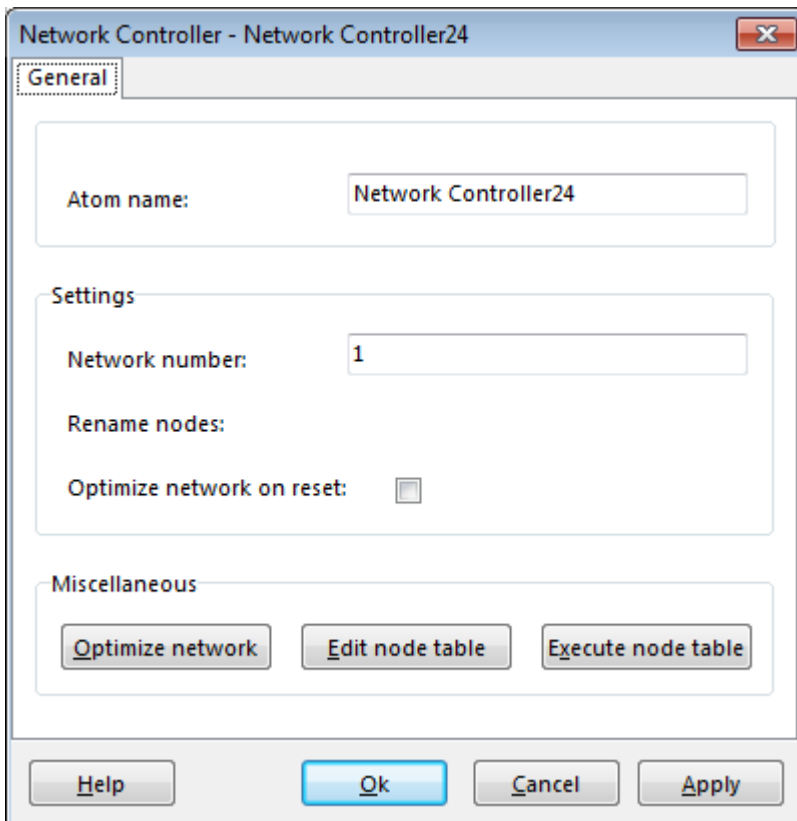 Network Controller - Network Controller24
General
Atom name: Network Controller24
Settings
Network number: 1
Rename nodes:
Optimize network on reset:
Miscellaneous
Optimize network Edit node table Execute node table
Help Ok Cancel Apply